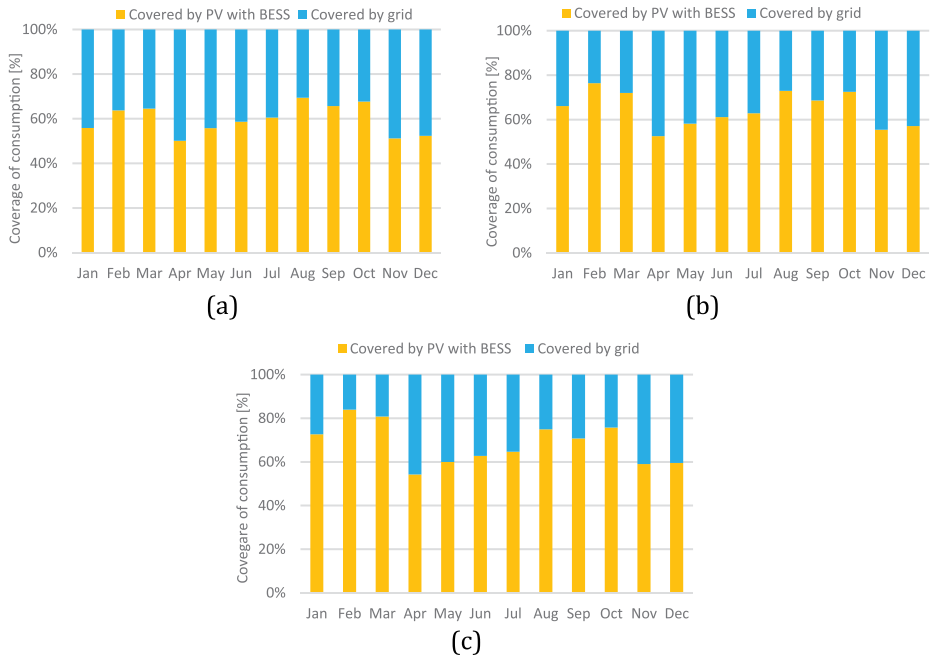 Covered by PV with BESS Covered by grid
Coverage of consumption [%]
100%
80%
60%
40%
20%
0%
Jan Feb Mar Apr May Jun Jul Aug Sep Oct Nov Dec
(a)
Covered by PV with BESS Covered by grid
Coverage of consumption [%]
100%
80%
60%
40%
20%
0%
Jan Feb Mar Apr May Jun Jul Aug Sep Oct Nov Dec
(b)
Covered by PV with BESS Covered by grid
Covegare of consumption [%]
100%
80%
60%
40%
20%
0%
Jan Feb Mar Apr May Jun Jul Aug Sep Oct Nov Dec
(c)